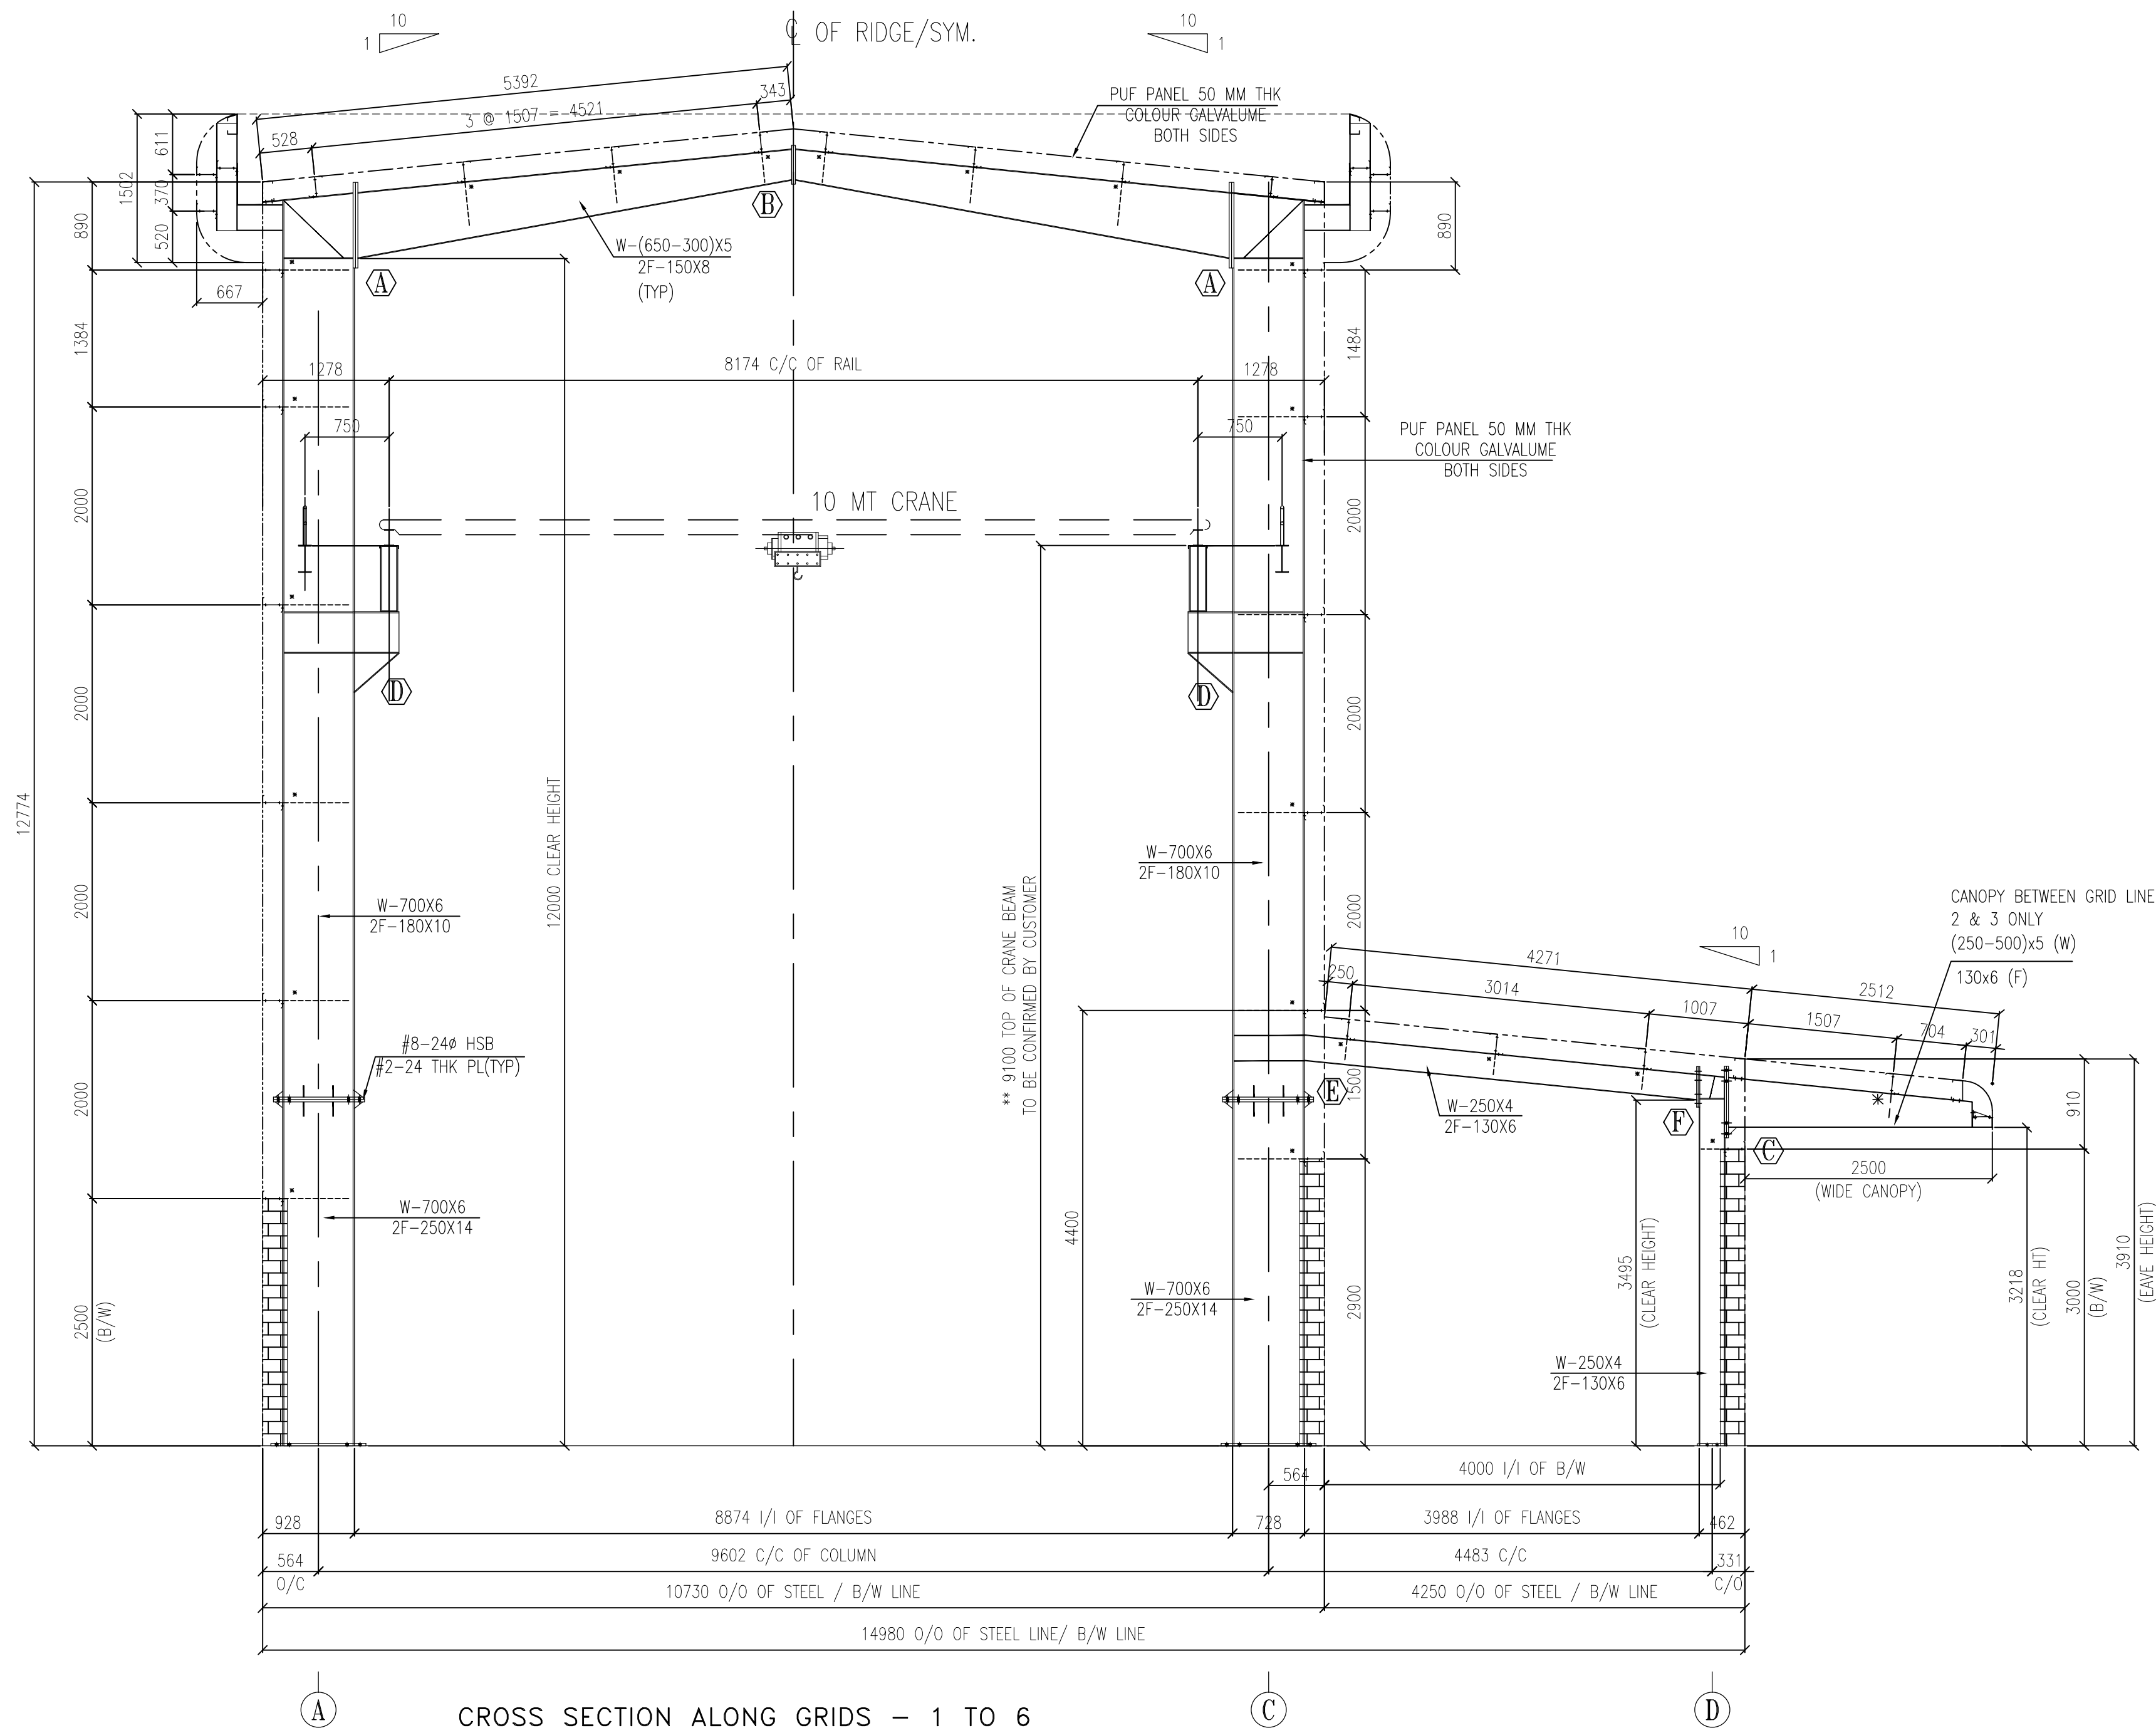 10
1
℄ OF RIDGE/SYM.
10
1
5392
343
3 @ 1507 = 4521
528
PUF PANEL 50 MM THK
COLOUR GALVALUME
BOTH SIDES
611
1502
370
520
890
667
B
W-(650-300)X5
2F-150X8
(TYP)
A
A
890
1384
1484
1278
8174 C/C OF RAIL
1278
750
750
PUF PANEL 50 MM THK
COLOUR GALVALUME
BOTH SIDES
10 MT CRANE
2000
2000
D
D
2000
2000
12774
12000 CLEAR HEIGHT
W-700X6
2F-180X10
W-700X6
2F-180X10
2000
2000
** 9100 TOP OF CRANE BEAM
TO BE CONFIRMED BY CUSTOMER
CANOPY BETWEEN GRID LINE
2 & 3 ONLY
(250-500)x5 (W)
130x6 (F)
10
1
4271
250
3014
1007
2512
1507
704
301
#8-24ø HSB
#2-24 THK PL(TYP)
2000
E
1500
W-250X4
2F-130X6
F
C
910
2500
(WIDE CANOPY)
W-700X6
2F-250X14
4400
W-700X6
2F-250X14
2900
2500
(B/W)
3495
(CLEAR HEIGHT)
W-250X4
2F-130X6
3218
(CLEAR HT)
3000
(B/W)
3910
(EAVE HEIGHT)
564
4000 I/I OF B/W
928
8874 I/I OF FLANGES
728
3988 I/I OF FLANGES
462
564
O/C
9602 C/C OF COLUMN
4483 C/C
331
C/O
10730 O/O OF STEEL / B/W LINE
4250 O/O OF STEEL / B/W LINE
14980 O/O OF STEEL LINE/ B/W LINE
A
C
D
CROSS SECTION ALONG GRIDS - 1 TO 6